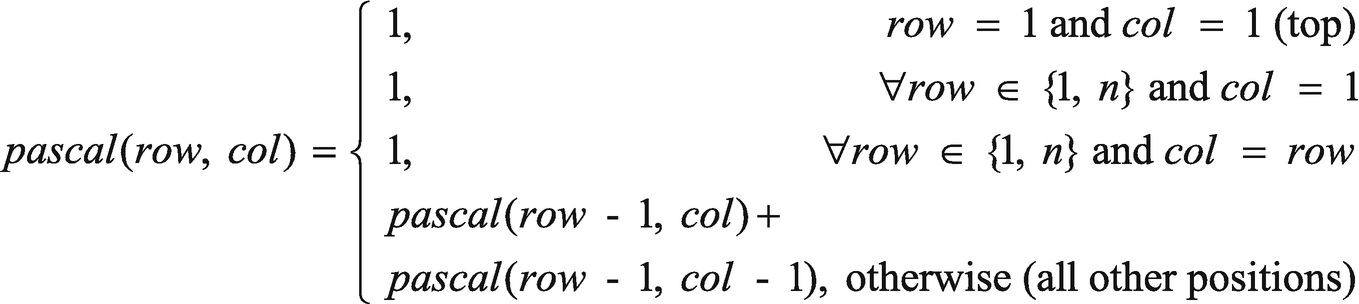 1, row = 1 and col = 1 (top)
1, ∀row ∈ {1, n} and col = 1
pascal(row, col) = { 1, ∀row ∈ {1, n} and col = row
pascal(row - 1, col) +
pascal(row - 1, col - 1), otherwise (all other positions)